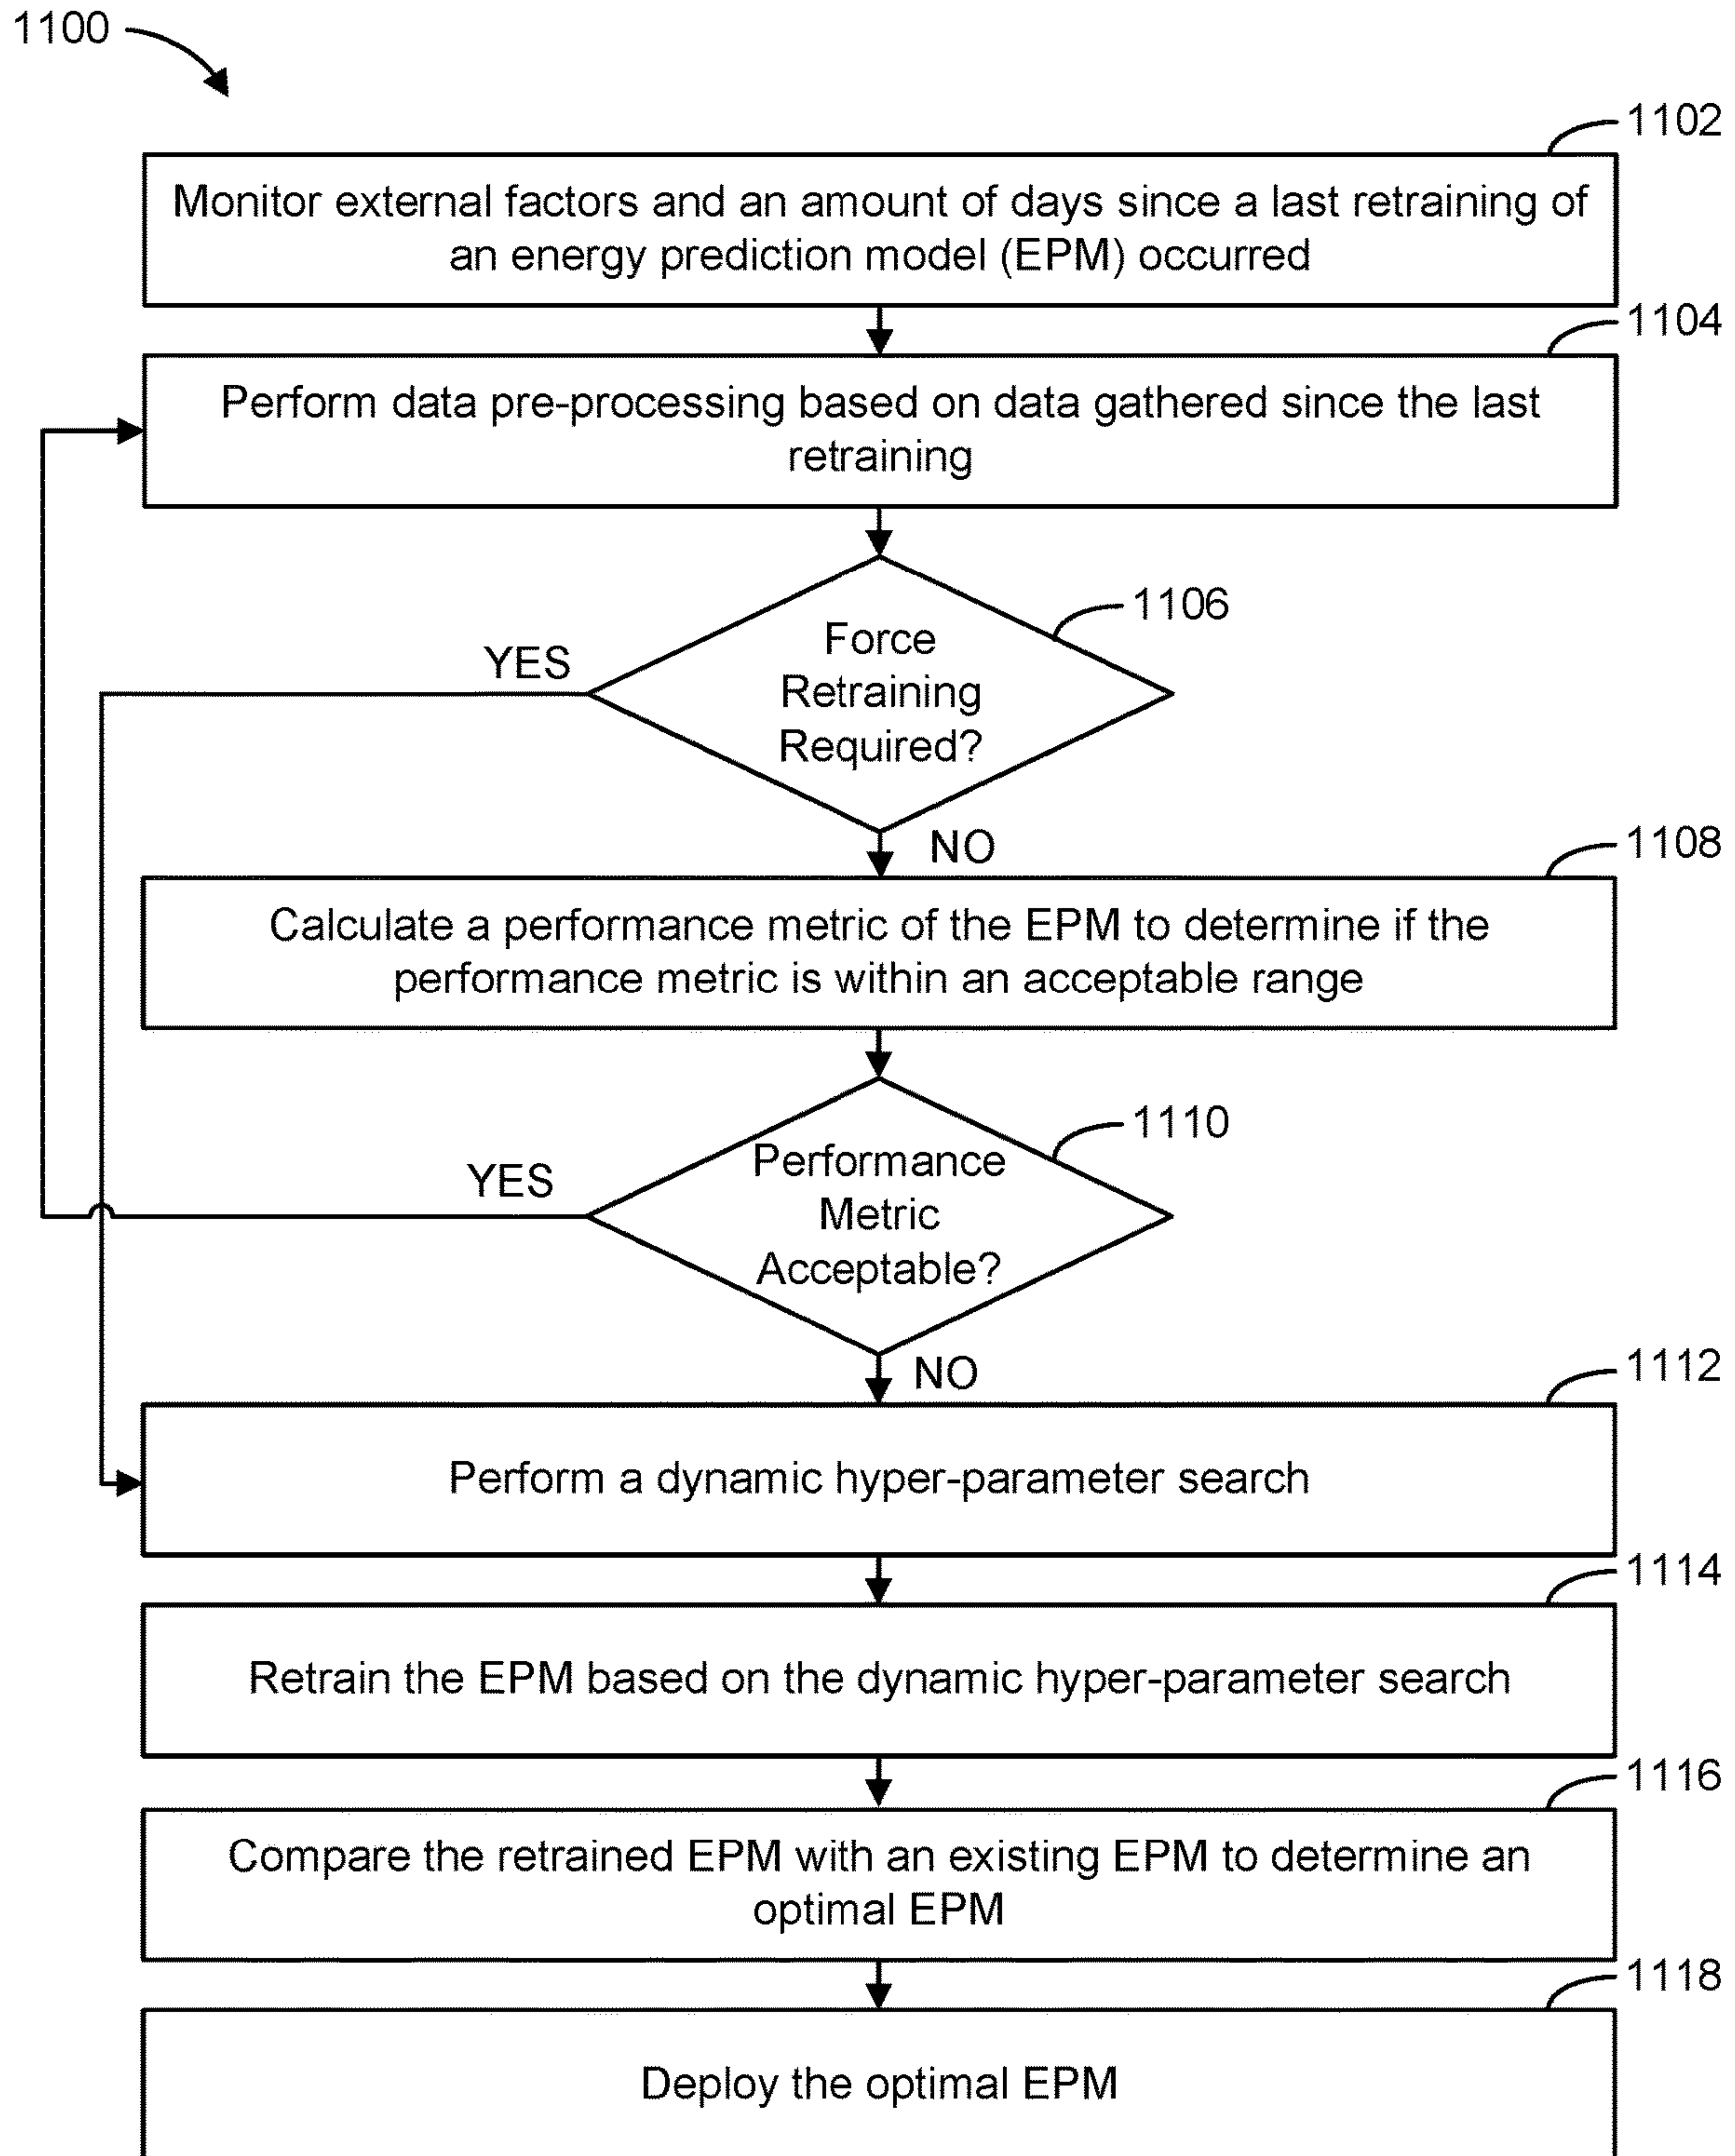 1100
1102
Monitor external factors and an amount of days since a last retraining of
an energy prediction model (EPM) occurred
1104
Perform data pre-processing based on data gathered since the last
retraining
1106
Force
Retraining
Required?
YES
NO
1108
Calculate a performance metric of the EPM to determine if the
performance metric is within an acceptable range
1110
Performance
Metric
Acceptable?
YES
NO
1112
Perform a dynamic hyper-parameter search
1114
Retrain the EPM based on the dynamic hyper-parameter search
1116
Compare the retrained EPM with an existing EPM to determine an
optimal EPM
1118
Deploy the optimal EPM